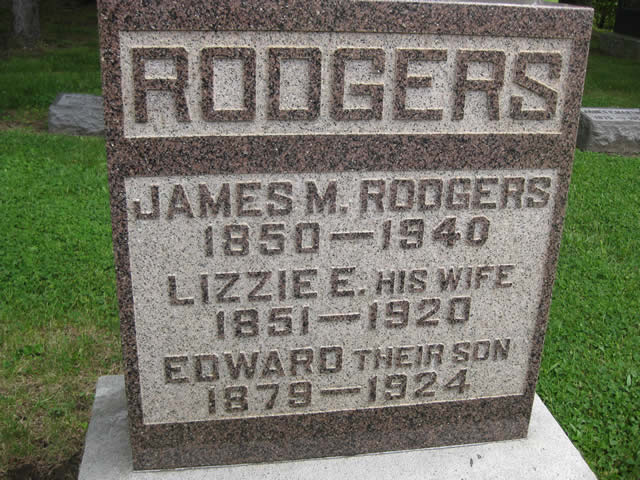 RODGERS
JAMES M. RODGERS
1850—1940
LIZZIE E. HIS WIFE
1851—1920
EDWARD THEIR SON
1879—1924